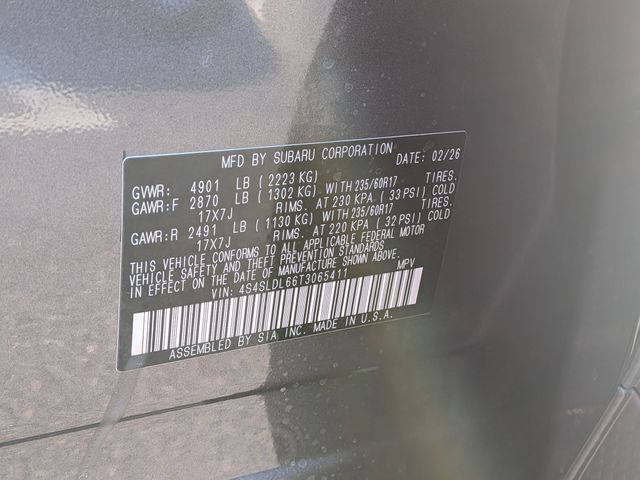 MFD BY SUBARU CORPORATION DATE: 02/26
GVWR: 4901 LB ( 2223 KG)
GAWR:F 2870 LB ( 1302 KG) WITH 235/60R17 TIRES.
17X7J RIMS. AT 230 KPA ( 33 PSI) COLD
GAWR:R 2491 LB ( 1130 KG) WITH 235/60R17 TIRES.
17X7J RIMS. AT 220 KPA ( 32 PSI) COLD
THIS VEHICLE CONFORMS TO ALL APPLICABLE FEDERAL MOTOR
VEHICLE SAFETY AND THEFT PREVENTION STANDARDS
IN EFFECT ON THE DATE OF MANUFACTURE SHOWN ABOVE.
VIN: 4S4SLDL66T3065411 MPV
ASSEMBLED BY SIA INC. MADE IN U.S.A.